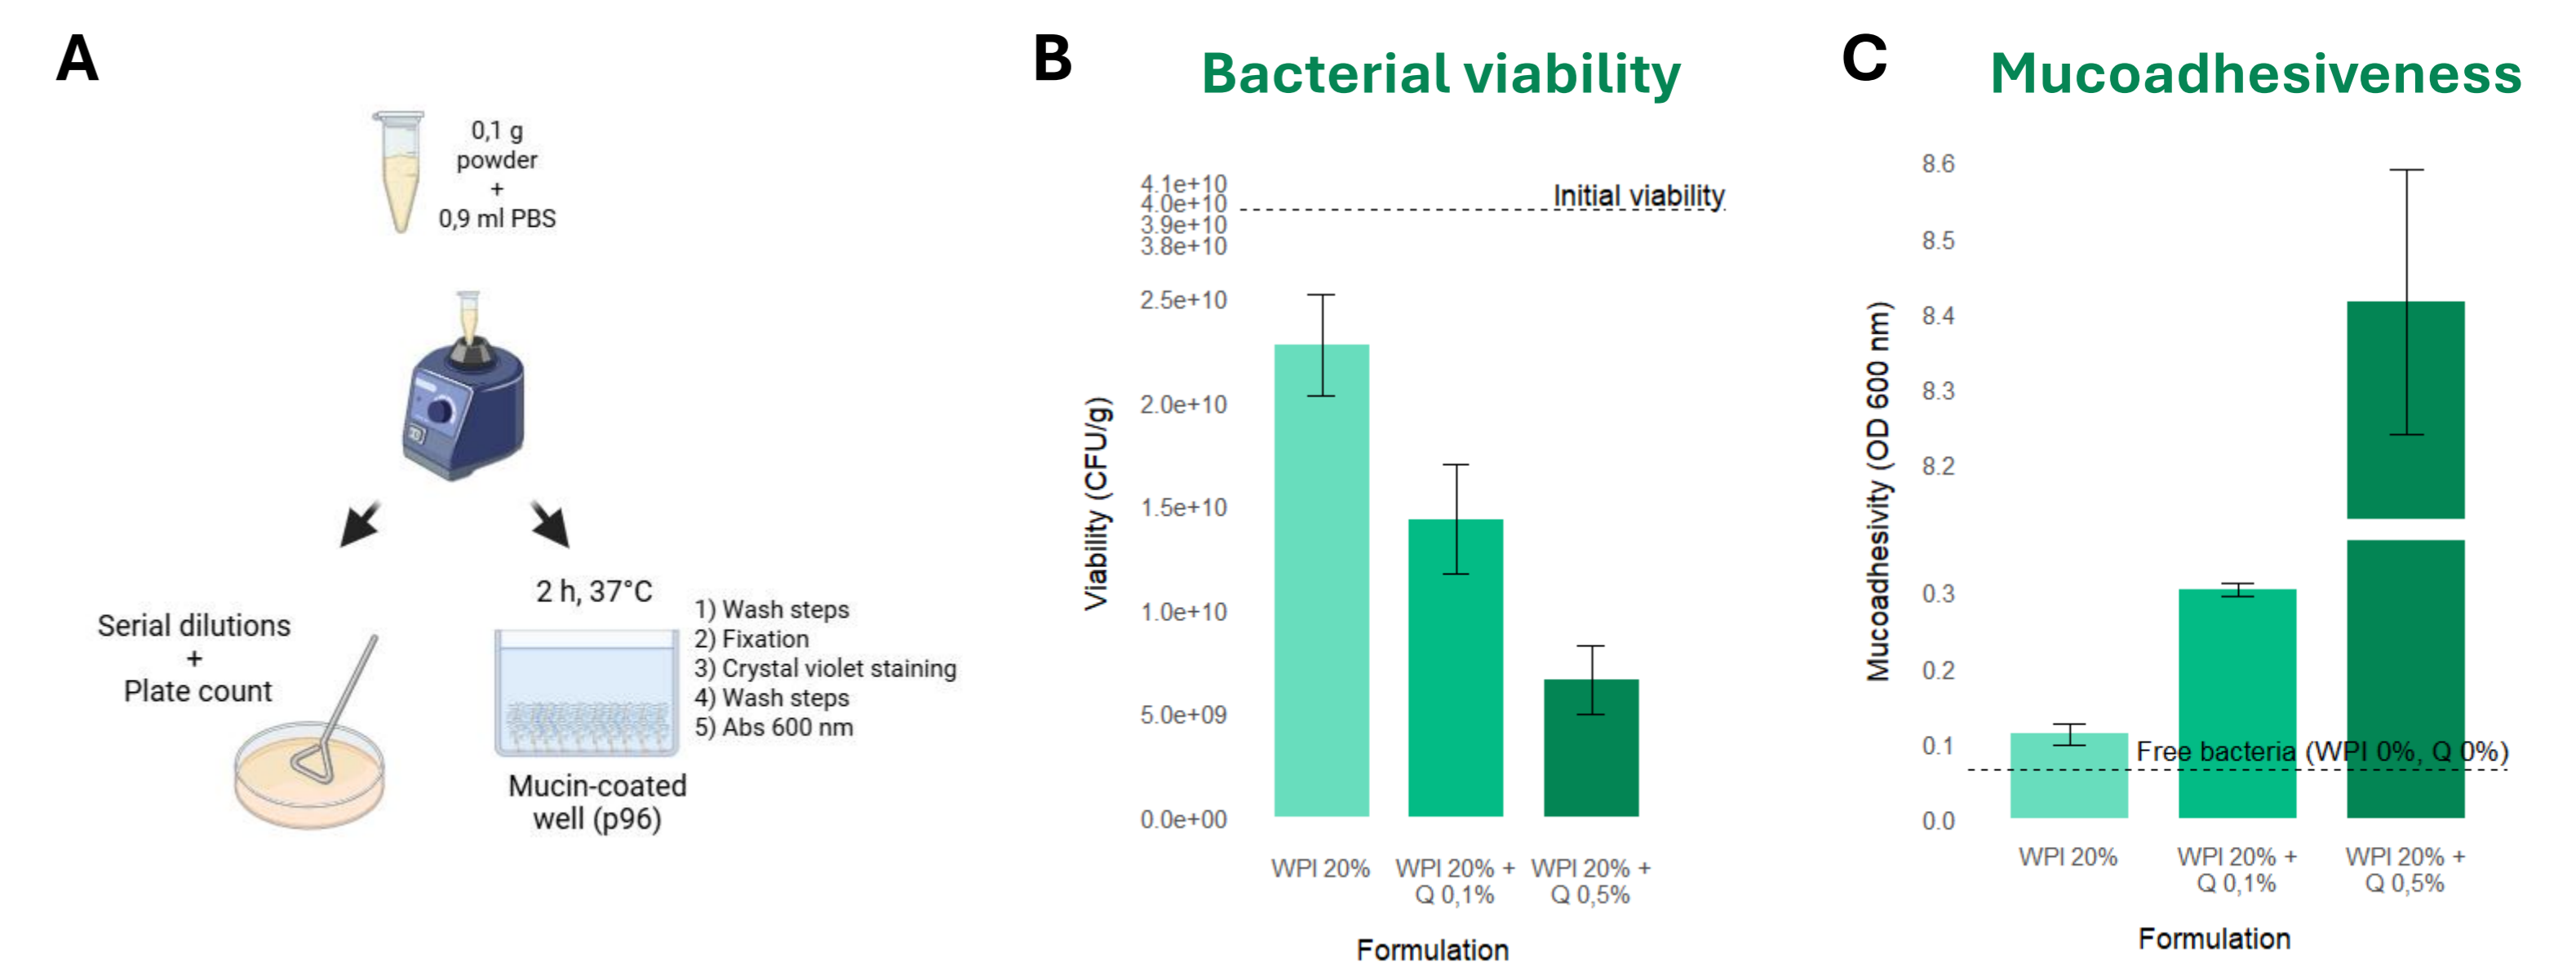 A
0,1 g
powder
+
0,9 ml PBS
Serial dilutions
+
Plate count
2 h, 37°C
1) Wash steps
2) Fixation
3) Crystal violet staining
4) Wash steps
5) Abs 600 nm
Mucin-coated
well (p96)
B
Bacterial viability
Viability (CFU/g)
4.1e+10
4.0e+10
3.9e+10
3.8e+10
2.5e+10
2.0e+10
1.5e+10
1.0e+10
5.0e+09
0.0e+00
Initial viability
WPI 20%
WPI 20% +
Q 0,1%
WPI 20% +
Q 0,5%
Formulation
C
Mucoadhesiveness
Mucoadhesivity (OD 600 nm)
8.6
8.5
8.4
8.3
8.2
0.3
0.2
0.1
0.0
Free bacteria (WPI 0%, Q 0%)
WPI 20%
WPI 20% +
Q 0,1%
WPI 20% +
Q 0,5%
Formulation